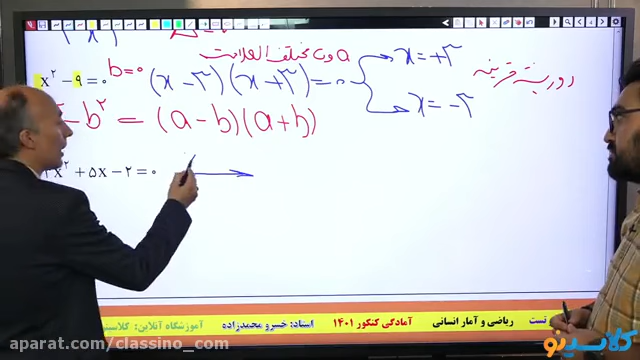 a و c مختلف العلامت
x = +۳
x² - ۹ = ۰
b = ۰
(x - ۳)(x + ۳) = ۰
دو ریشه قرینه
x = -۳
- b² = (a - b)(a + b)
x² + ۵x - ۲ = ۰
تست
ریاضی و آمار انسانی
آمادگی کنکور ۱۴۰۱
استاد: خسرو محمدزاده
آموزشگاه آنلاین: کلاسینو
کلاسینو
aparat.com/classino_com